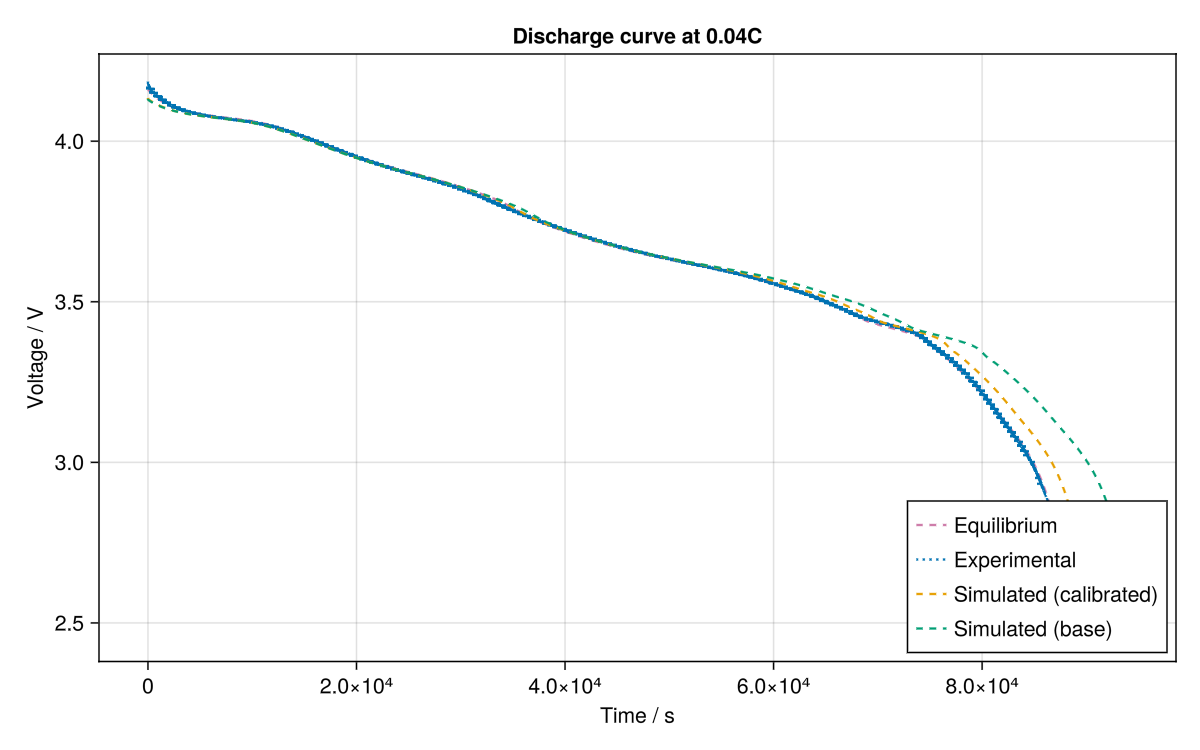 Discharge curve at 0.04C
Voltage / V
4.0
3.5
3.0
2.5
Equilibrium
Experimental
Simulated (calibrated)
Simulated (base)
0
2.0×10⁴
4.0×10⁴
6.0×10⁴
8.0×10⁴
Time / s